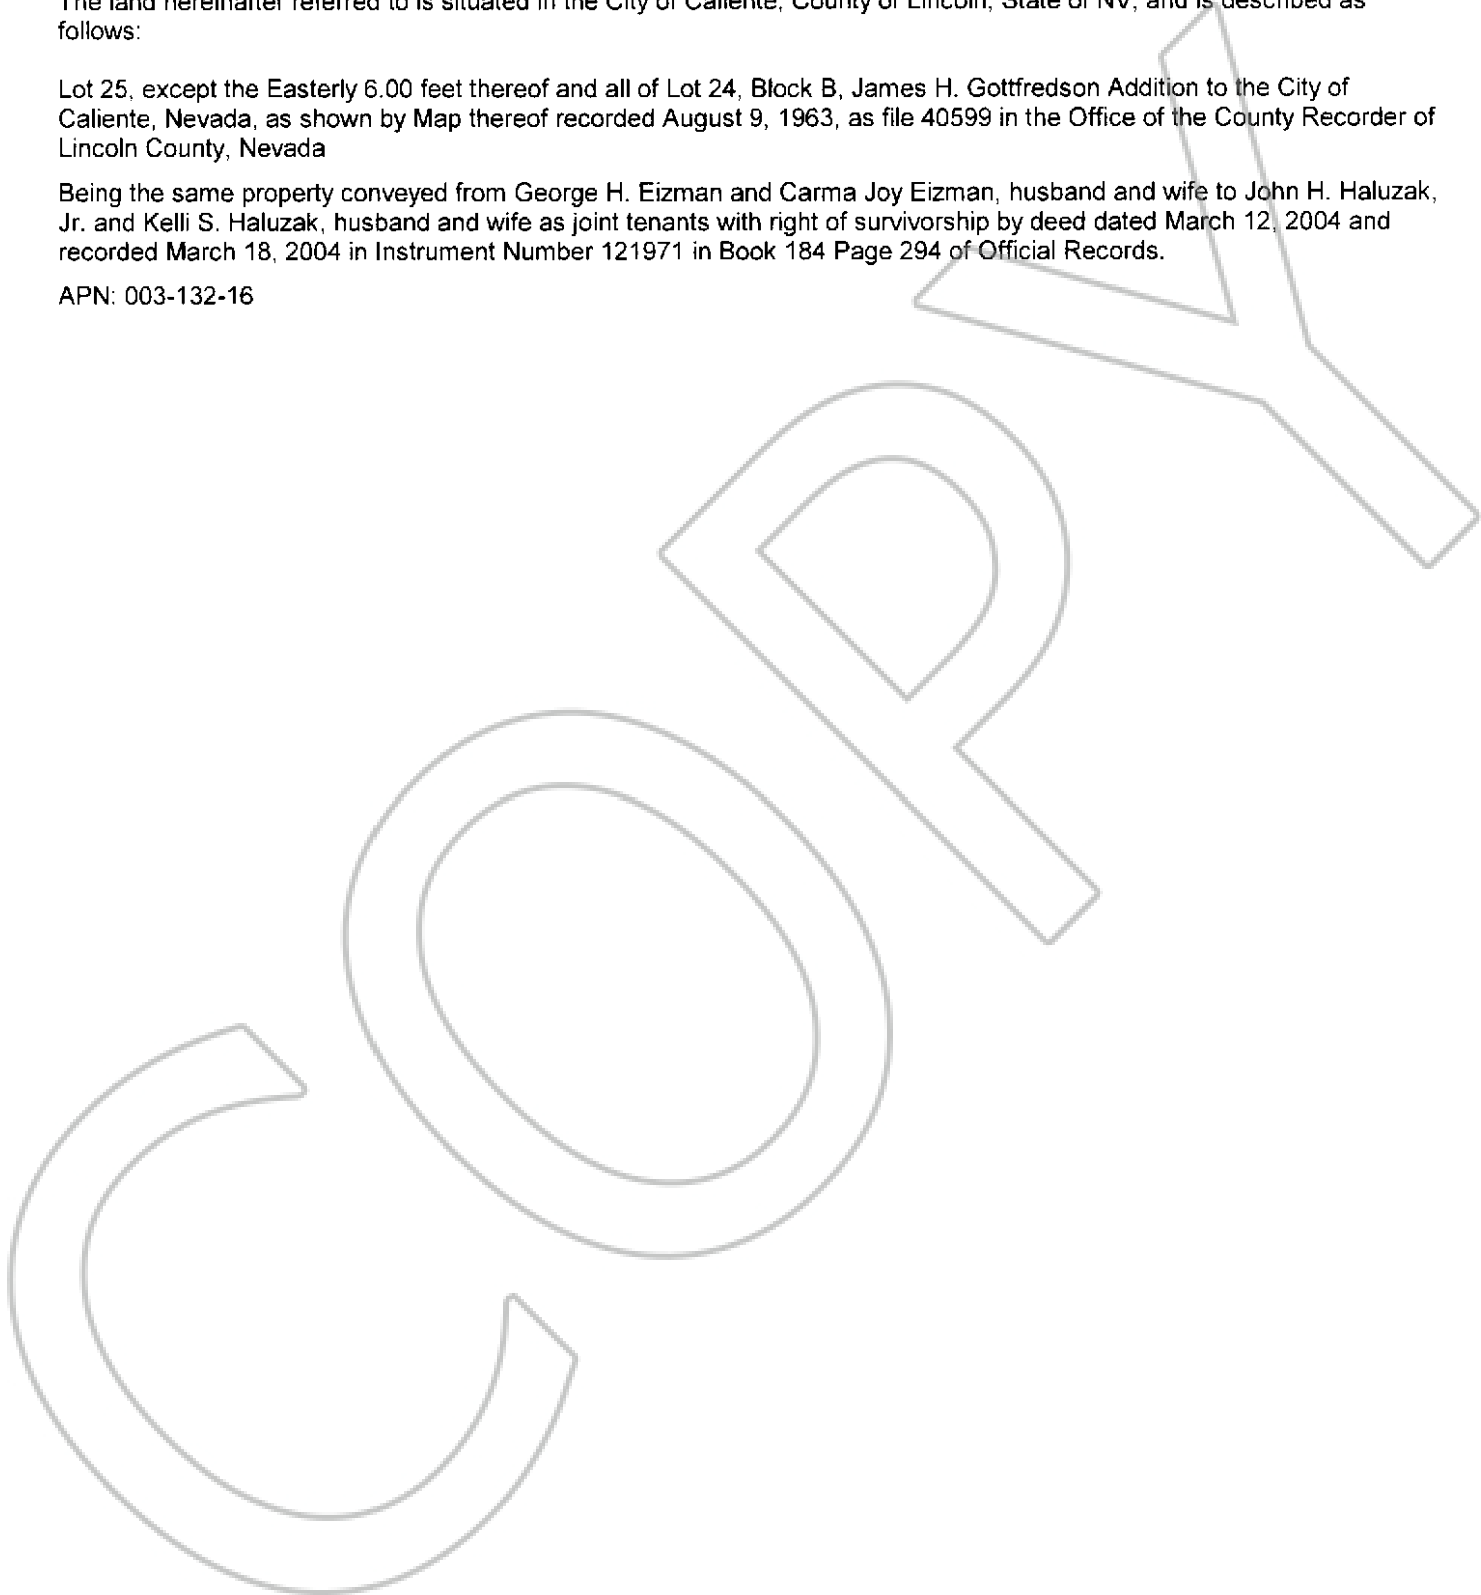 The land hereinafter referred to is situated in the City of Caliente, County of Lincoln, State of NV, and is described as
follows:
Lot 25, except the Easterly 6.00 feet thereof and all of Lot 24, Block B, James H. Gottfredson Addition to the City of
Caliente, Nevada, as shown by Map thereof recorded August 9, 1963, as file 40599 in the Office of the County Recorder of
Lincoln County, Nevada
Being the same property conveyed from George H. Eizman and Carma Joy Eizman, husband and wife to John H. Haluzak,
Jr. and Kelli S. Haluzak, husband and wife as joint tenants with right of survivorship by deed dated March 12, 2004 and
recorded March 18, 2004 in Instrument Number 121971 in Book 184 Page 294 of Official Records.
APN: 003-132-16
COPY